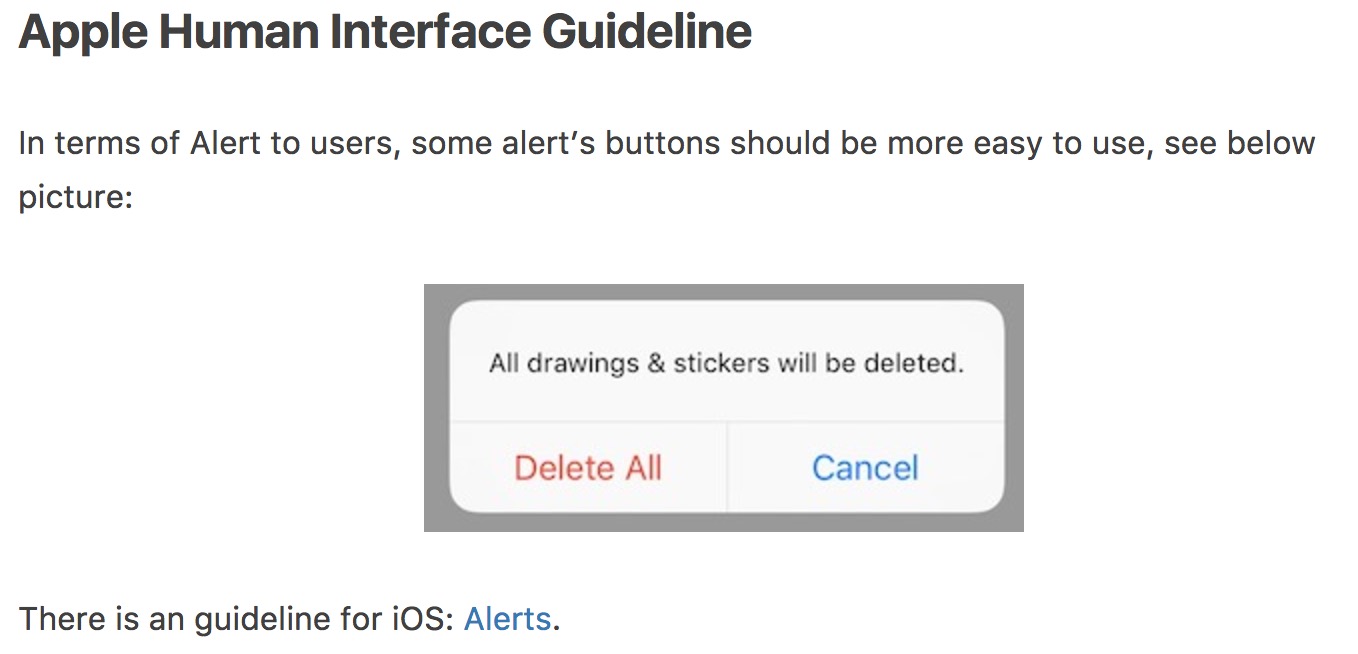 Apple Human Interface Guideline
In terms of Alert to users, some alert’s buttons should be more easy to use, see below
picture:
All drawings & stickers will be deleted.
Delete All
Cancel
There is an guideline for iOS: Alerts.